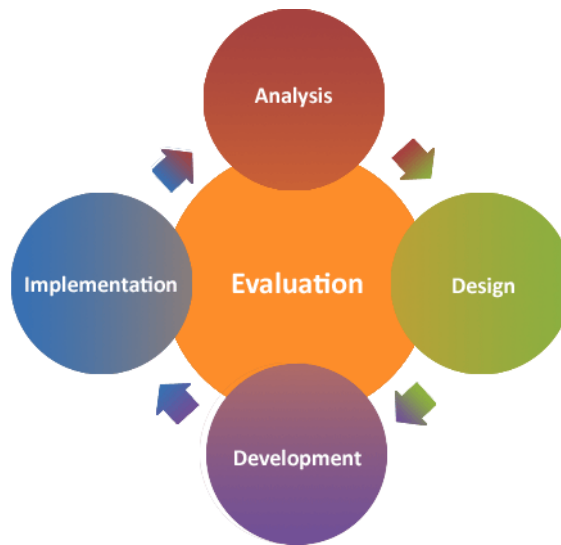 Analysis
Implementation
Evaluation
Design
Development